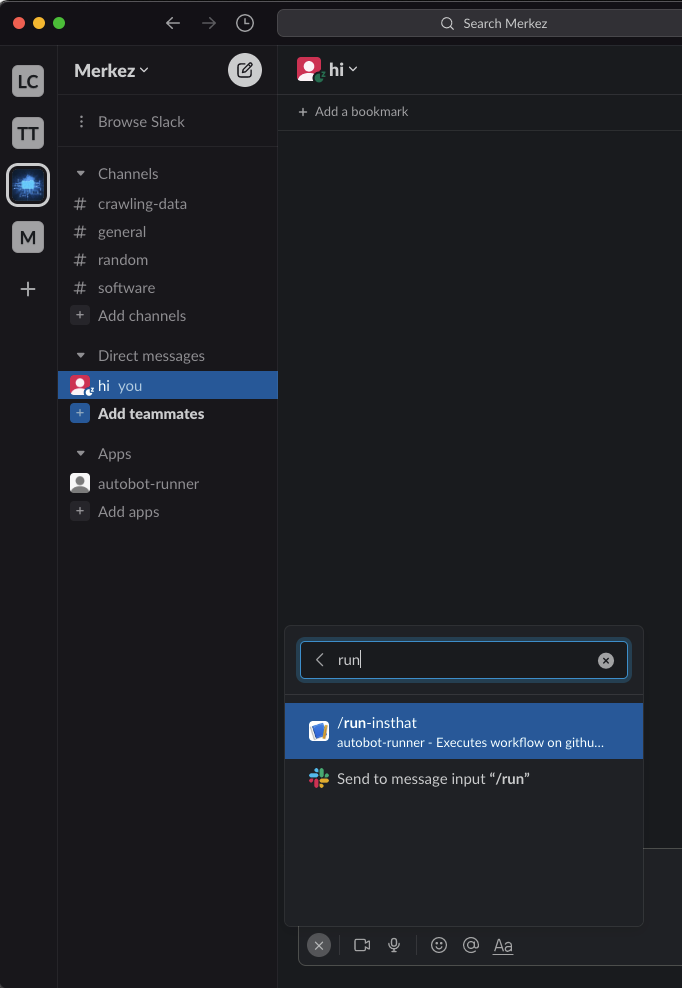 Search Merkez
LC
TT
M
Merkez
Browse Slack
Channels
# crawling-data
# general
# random
# software
+ Add channels
Direct messages
hi you
+ Add teammates
Apps
autobot-runner
+ Add apps
hi
+ Add a bookmark
run
/run-insthat
autobot-runner - Executes workflow on githu...
Send to message input “/run”
Aa